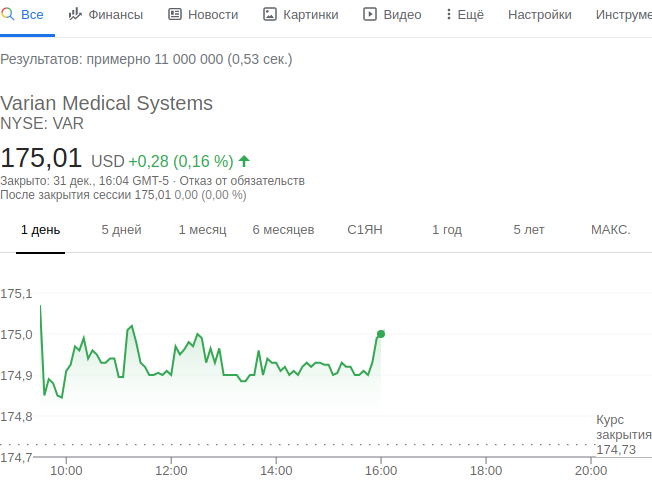 Все Финансы Новости Картинки Видео Ещё Настройки Инструме
Результатов: примерно 11 000 000 (0,53 сек.)
Varian Medical Systems
NYSE: VAR
175,01 USD +0,28 (0,16 %)
Закрыто: 31 дек., 16:04 GMT-5 · Отказ от обязательств
После закрытия сессии 175,01 0,00 (0,00 %)
1 день 5 дней 1 месяц 6 месяцев С1ЯН 1 год 5 лет МАКС.
175,1
175,0
174,9
174,8
Курс
закрытия
174,73
174,7
10:00 12:00 14:00 16:00 18:00 20:00